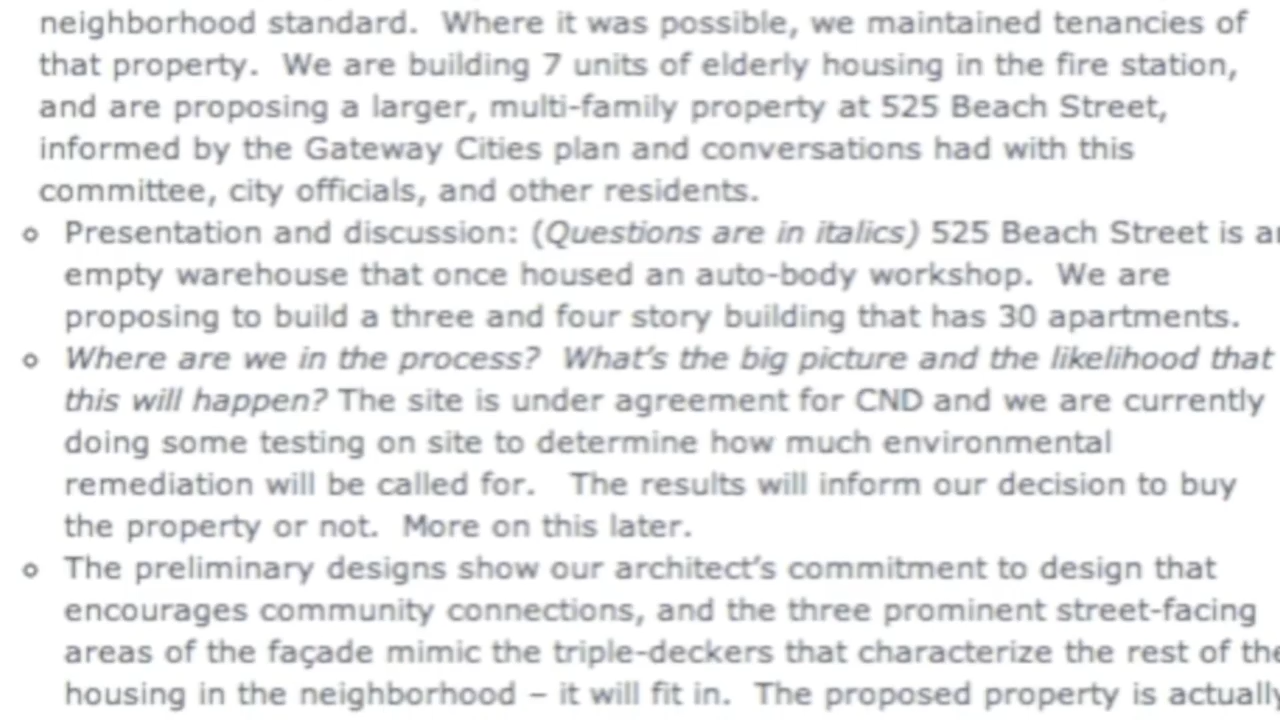 neighborhood standard.  Where it was possible, we maintained tenancies of
that property.  We are building 7 units of elderly housing in the fire station,
and are proposing a larger, multi-family property at 525 Beach Street,
informed by the Gateway Cities plan and conversations had with this
committee, city officials, and other residents.
Presentation and discussion: (Questions are in italics) 525 Beach Street is
empty warehouse that once housed an auto-body workshop.  We are
proposing to build a three and four story building that has 30 apartments.
Where are we in the process?  What’s the big picture and the likelihood that
this will happen? The site is under agreement for CND and we are currently
doing some testing on site to determine how much environmental
remediation will be called for.   The results will inform our decision to buy
the property or not.  More on this later.
The preliminary designs show our architect’s commitment to design that
encourages community connections, and the three prominent street-facing
areas of the façade mimic the triple-deckers that characterize the rest of the
housing in the neighborhood – it will fit in.  The proposed property is actually